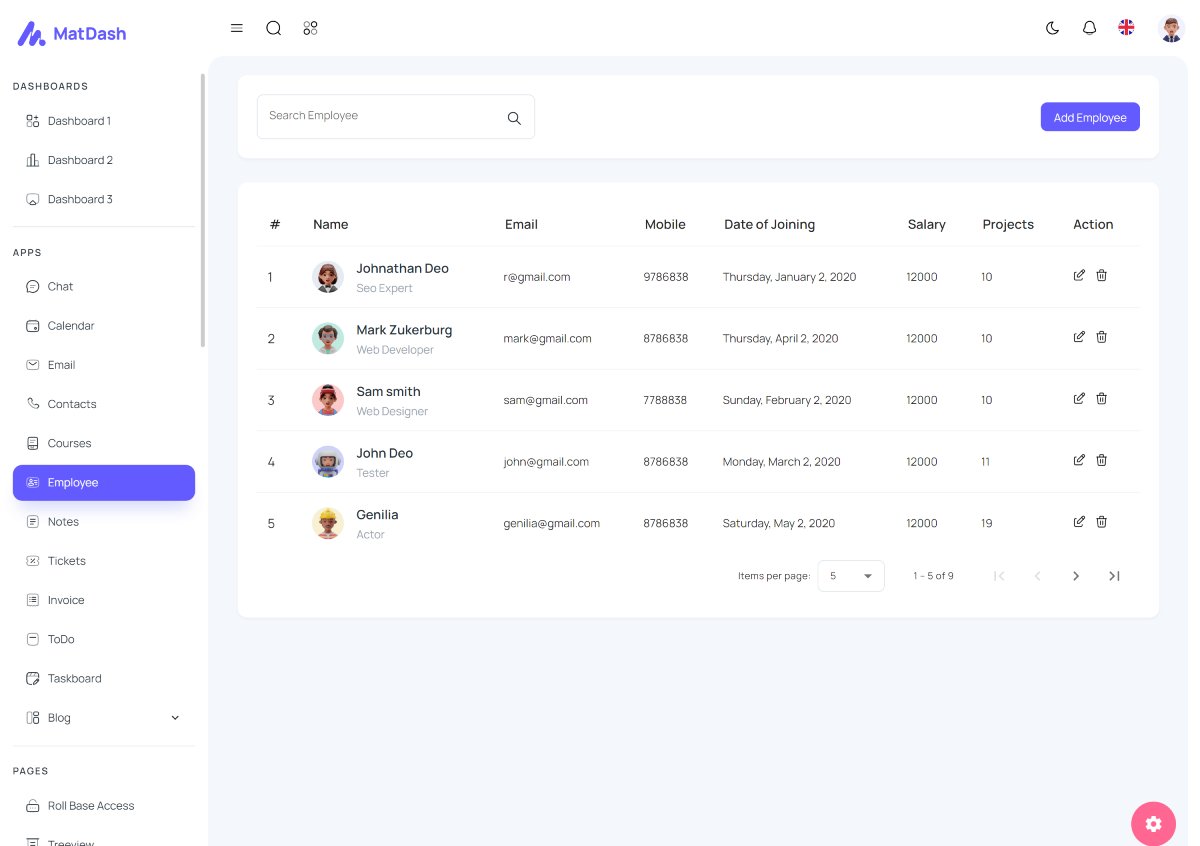 MatDash
DASHBOARDS
Dashboard 1
Dashboard 2
Dashboard 3
APPS
Chat
Calendar
Email
Contacts
Courses
Employee
Notes
Tickets
Invoice
ToDo
Taskboard
Blog
PAGES
Roll Base Access
Treeview
Search Employee
Add Employee
# Name Email Mobile Date of Joining Salary Projects Action
1 Johnathan Deo r@gmail.com 9786838 Thursday, January 2, 2020 12000 10
Seo Expert
2 Mark Zukerburg mark@gmail.com 8786838 Thursday, April 2, 2020 12000 10
Web Developer
3 Sam smith sam@gmail.com 7788838 Sunday, February 2, 2020 12000 10
Web Designer
4 John Deo john@gmail.com 8786838 Monday, March 2, 2020 12000 11
Tester
5 Genilia genilia@gmail.com 8786838 Saturday, May 2, 2020 12000 19
Actor
Items per page: 5 1 – 5 of 9